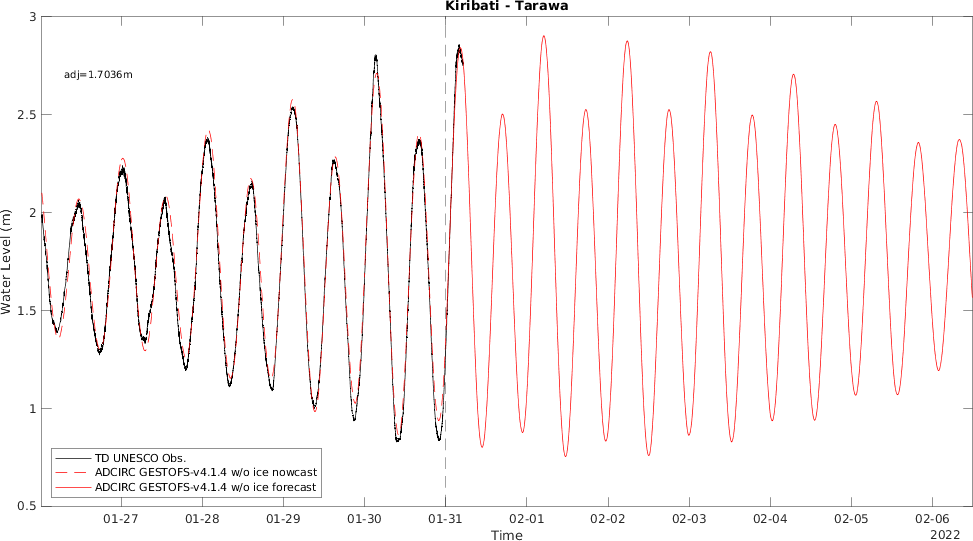 Kiribati - Tarawa
3
adj=1.7036m
2.5
2
Water Level (m)
1.5
1
TD UNESCO Obs.
ADCIRC GESTOFS-v4.1.4 w/o ice nowcast
ADCIRC GESTOFS-v4.1.4 w/o ice forecast
0.5
01-27 01-28 01-29 01-30 01-31 02-01 02-02 02-03 02-04 02-05 02-06
Time
2022